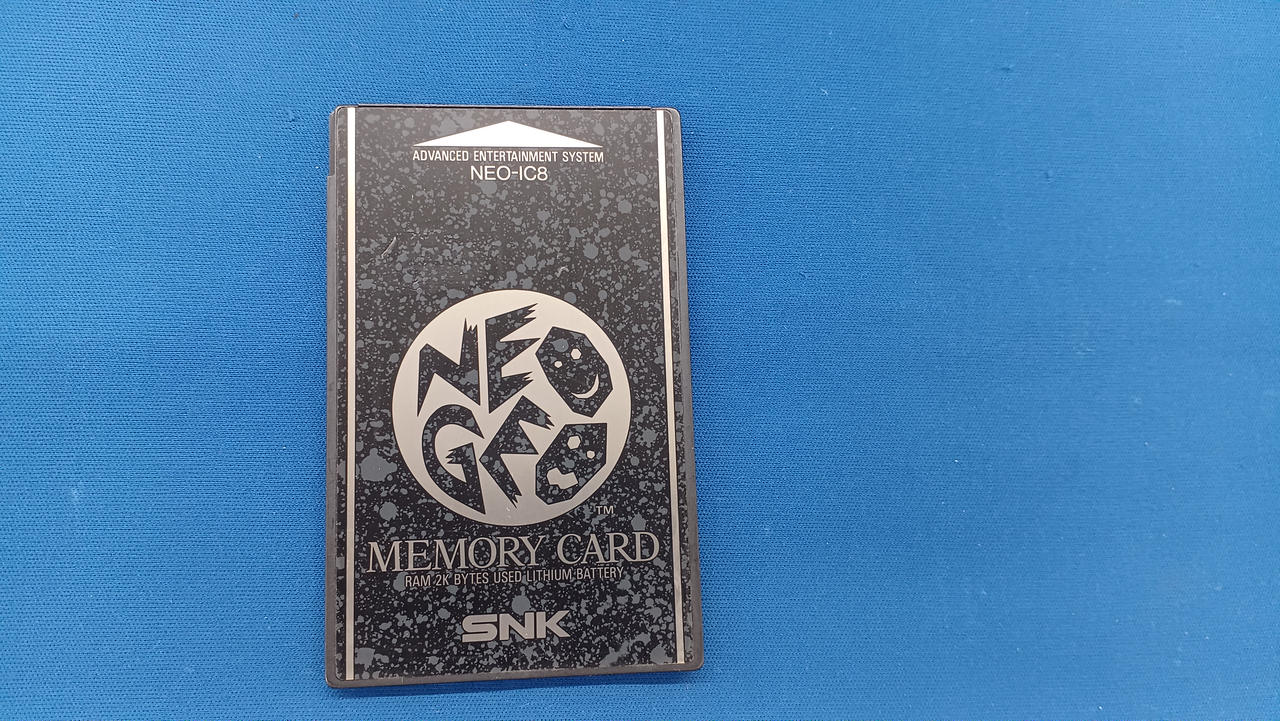 ADVANCED ENTERTAINMENT SYSTEM
NEO-IC8
NEO
GEO
TM
MEMORY CARD
RAM 2K BYTES USED LITHIUM BATTERY
SNK